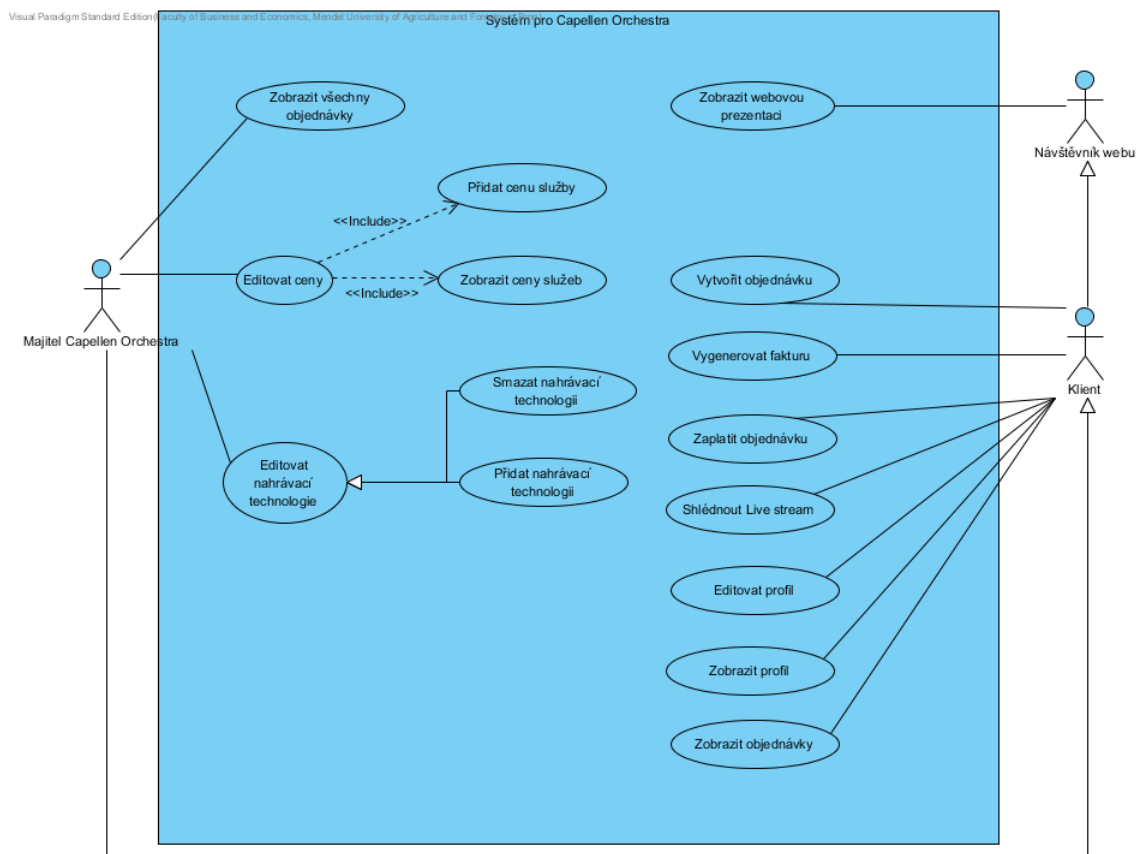 Visual Paradigm Standard Edition(Faculty of Business and Economics, Mendel University of Agriculture and
Systém pro Capellen Orchestra
Zobrazit všechny
objednávky
Zobrazit webovou
prezentaci
Návštěvník webu
Přidat cenu služby
<<Include>>
Editovat ceny
Zobrazit ceny služeb
<<Include>>
Vytvořit objednávku
Majitel Capellen Orchestra
Vygenerovat fakturu
Klient
Smazat nahrávací
technologii
Zaplatit objednávku
Editovat
nahrávací
technologie
Přidat nahrávací
technologii
Shlédnout Live stream
Editovat profil
Zobrazit profil
Zobrazit objednávky